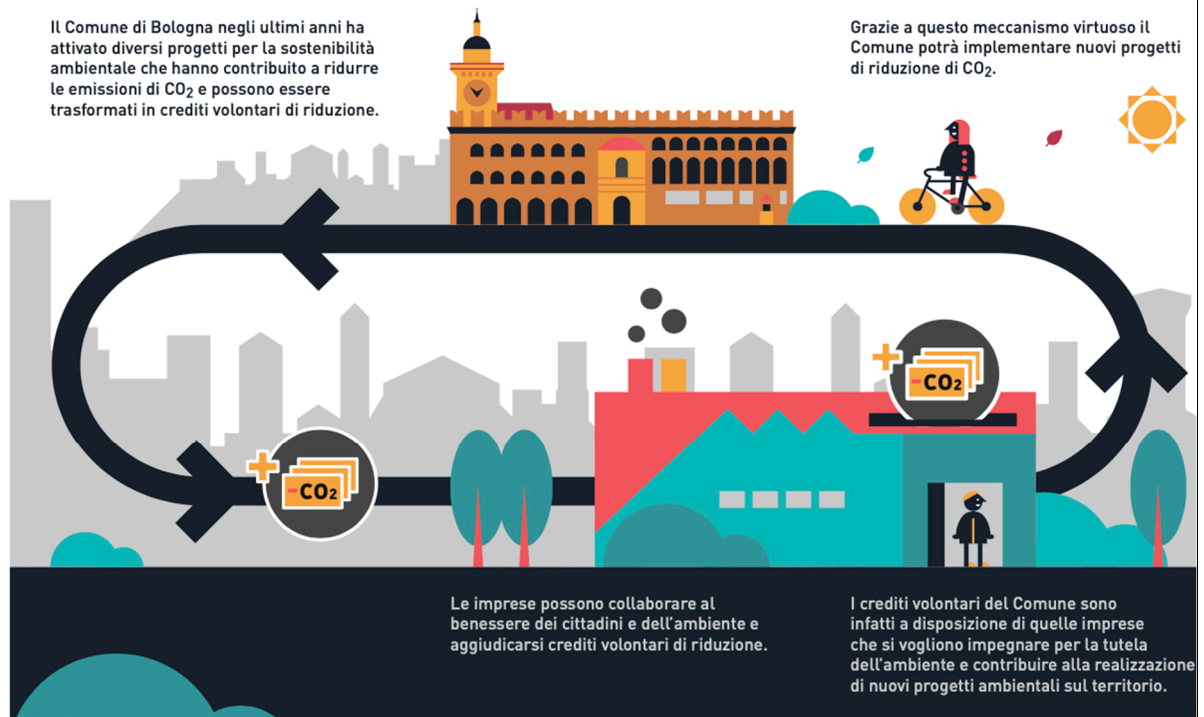 Il Comune di Bologna negli ultimi anni ha
attivato diversi progetti per la sostenibilità
ambientale che hanno contribuito a ridurre
le emissioni di CO₂ e possono essere
trasformati in crediti volontari di riduzione.
Grazie a questo meccanismo virtuoso il
Comune potrà implementare nuovi progetti
di riduzione di CO₂.
-CO₂
-CO₂
Le imprese possono collaborare al
benessere dei cittadini e dell'ambiente e
aggiudicarsi crediti volontari di riduzione.
I crediti volontari del Comune sono
infatti a disposizione di quelle imprese
che si vogliono impegnare per la tutela
dell'ambiente e contribuire alla realizzazione
di nuovi progetti ambientali sul territorio.